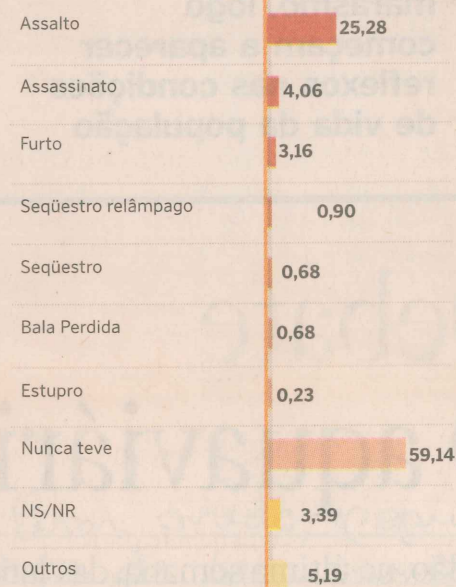 Assalto 25,28
Assassinato 4,06
Furto 3,16
Seqüestro relâmpago 0,90
Seqüestro 0,68
Bala Perdida 0,68
Estupro 0,23
Nunca teve 59,14
NS/NR 3,39
Outros 5,19